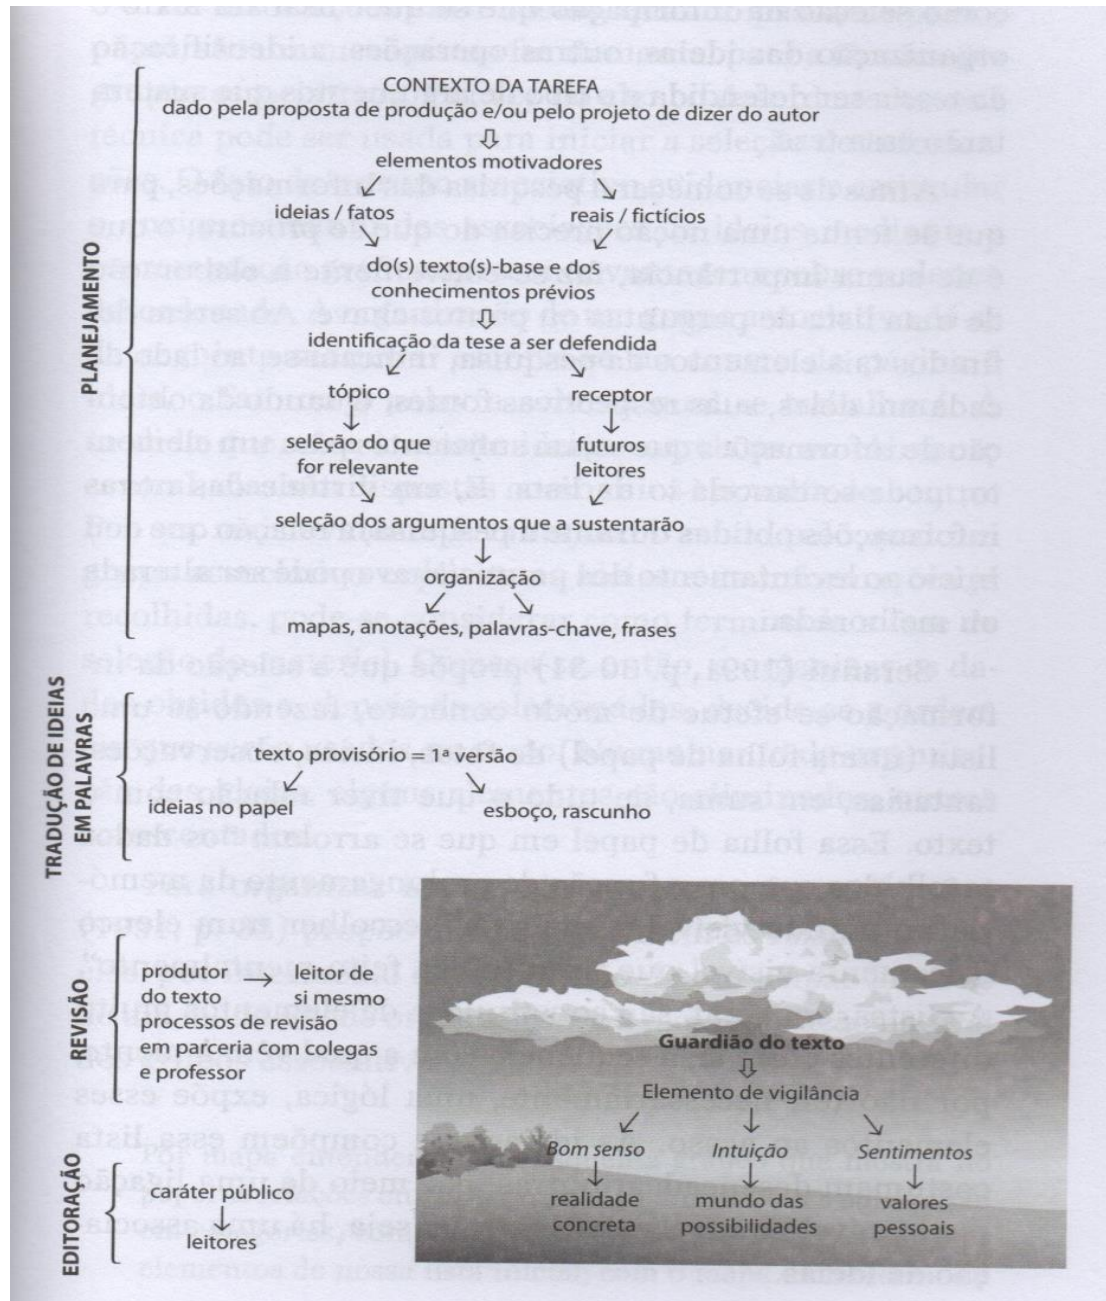 CONTEXTO DA TAREFA
dado pela proposta de produção e/ou pelo projeto de dizer do autor
elementos motivadores
ideias / fatos
reais / fictícios
do(s) texto(s)-base e dos
conhecimentos prévios
identificação da tese a ser defendida
tópico
receptor
seleção do que
for relevante
futuros
leitores
seleção dos argumentos que a sustentarão
organização
mapas, anotações, palavras-chave, frases
PLANEJAMENTO
texto provisório – 1ª versão
ideias no papel
esboço, rascunho
TRADUÇÃO DE IDEIAS
EM PALAVRAS
produtor
do texto
leitor de
si mesmo
processos de revisão
em parceria com colegas
e professor
REVISÃO
caráter público
leitores
EDITORAÇÃO
Guardião do texto
Elemento de vigilância
Bom senso
Intuição
Sentimentos
realidade
concreta
mundo das
possibilidades
valores
pessoais